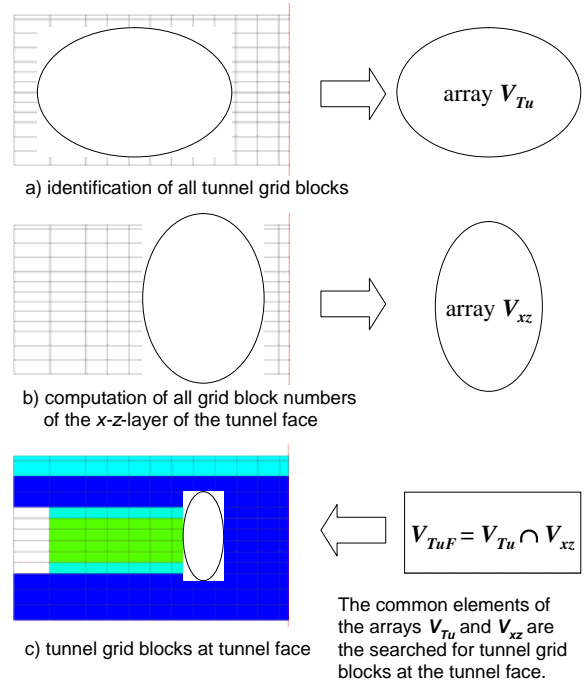 array V_Tu
a) identification of all tunnel grid blocks
array V_xz
b) computation of all grid block numbers
of the x-z-layer of the tunnel face
V_TuF = V_Tu ∩ V_xz
The common elements of
the arrays V_Tu and V_xz are
the searched for tunnel grid
blocks at the tunnel face.
c) tunnel grid blocks at tunnel face